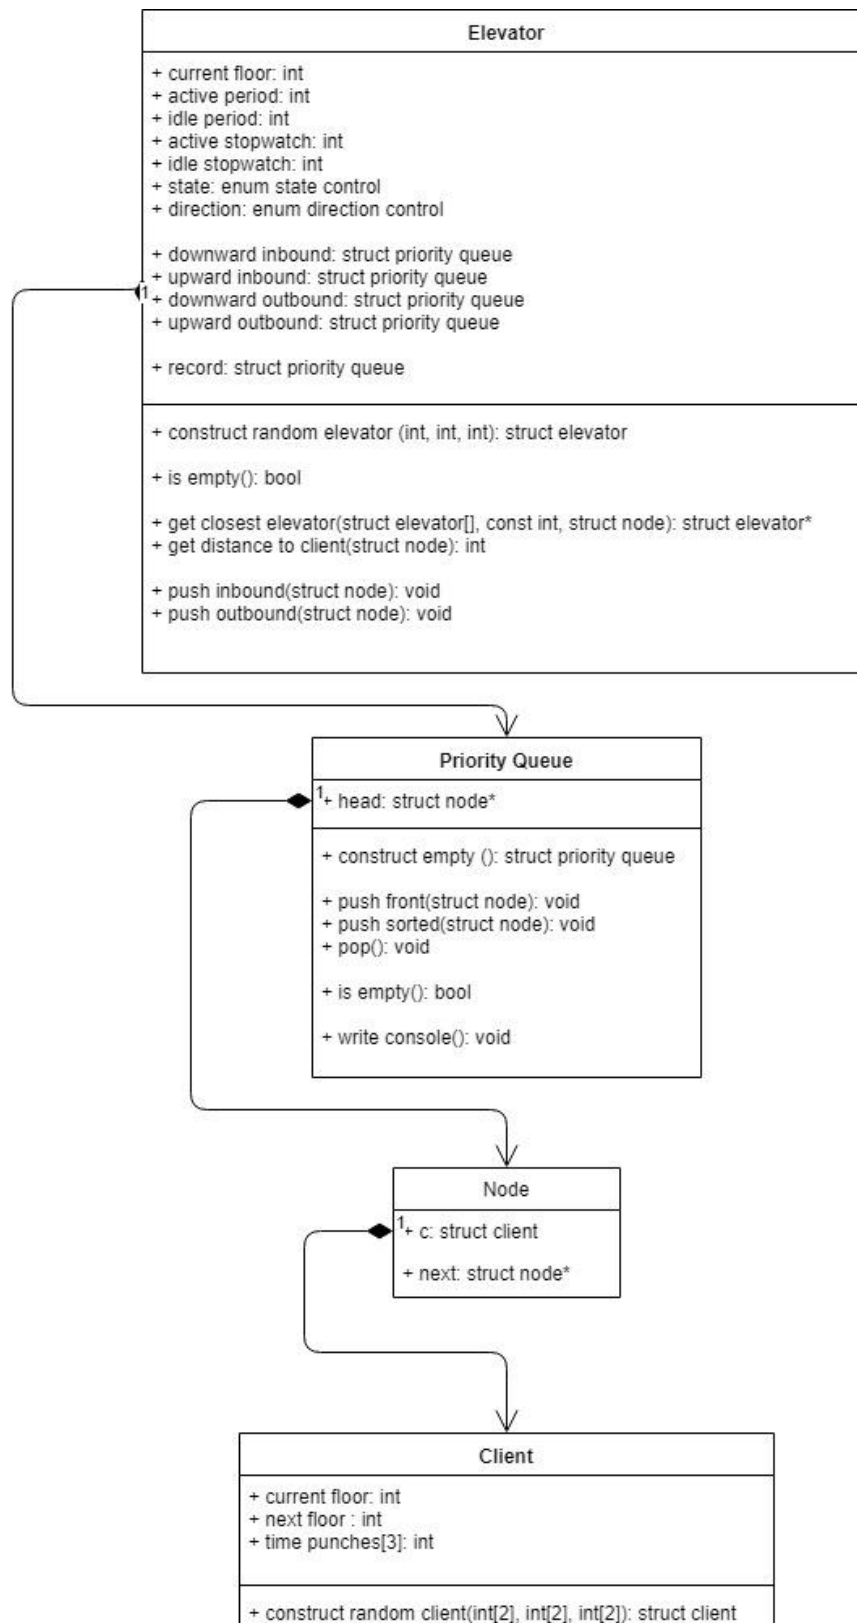 Elevator
+ current floor: int
+ active period: int
+ idle period: int
+ active stopwatch: int
+ idle stopwatch: int
+ state: enum state control
+ direction: enum direction control
+ downward inbound: struct priority queue
+ upward inbound: struct priority queue
1
+ downward outbound: struct priority queue
+ upward outbound: struct priority queue
+ record: struct priority queue
+ construct random elevator (int, int, int): struct elevator
+ is empty(): bool
+ get closest elevator(struct elevator[], const int, struct node): struct elevator*
+ get distance to client(struct node): int
+ push inbound(struct node): void
+ push outbound(struct node): void
Priority Queue
1
+ head: struct node*
+ construct empty (): struct priority queue
+ push front(struct node): void
+ push sorted(struct node): void
+ pop(): void
+ is empty(): bool
+ write console(): void
Node
1
+ c: struct client
+ next: struct node*
Client
+ current floor: int
+ next floor : int
+ time punches[3]: int
+ construct random client(int[2], int[2], int[2]): struct client